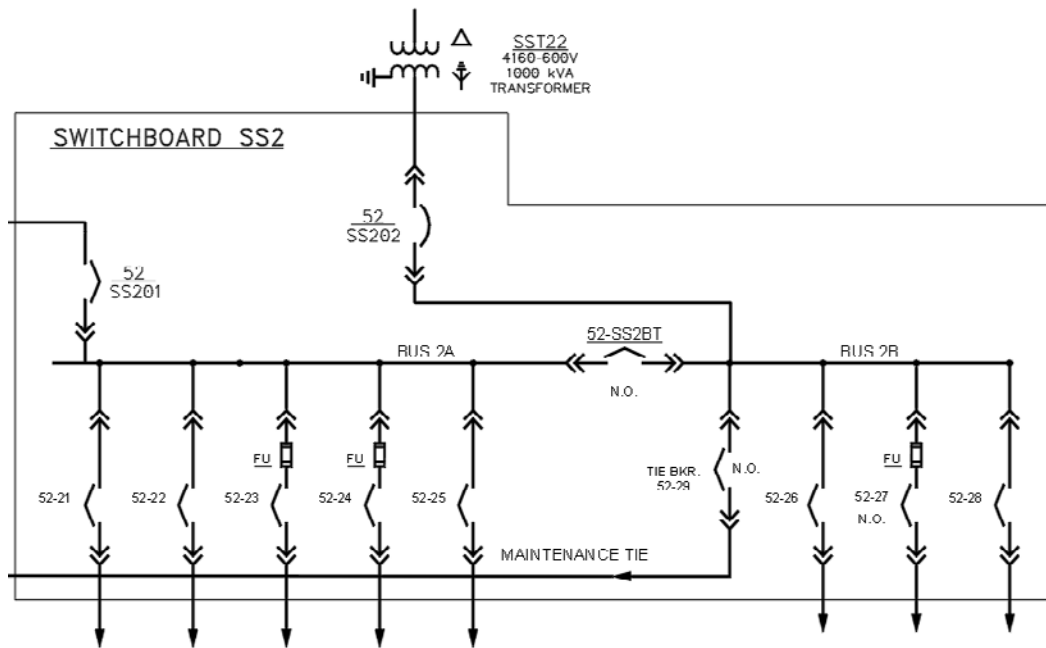 SST22
4160-600V
1000 kVA
TRANSFORMER
SWITCHBOARD SS2
52
SS202
52
SS201
52-SS2BT
BUS 2A
BUS 2B
N.O.
FU
FU
TIE BKR.
52-29
N.O.
FU
52-21
52-22
52-23
52-24
52-25
52-26
52-27
N.O.
52-28
MAINTENANCE TIE